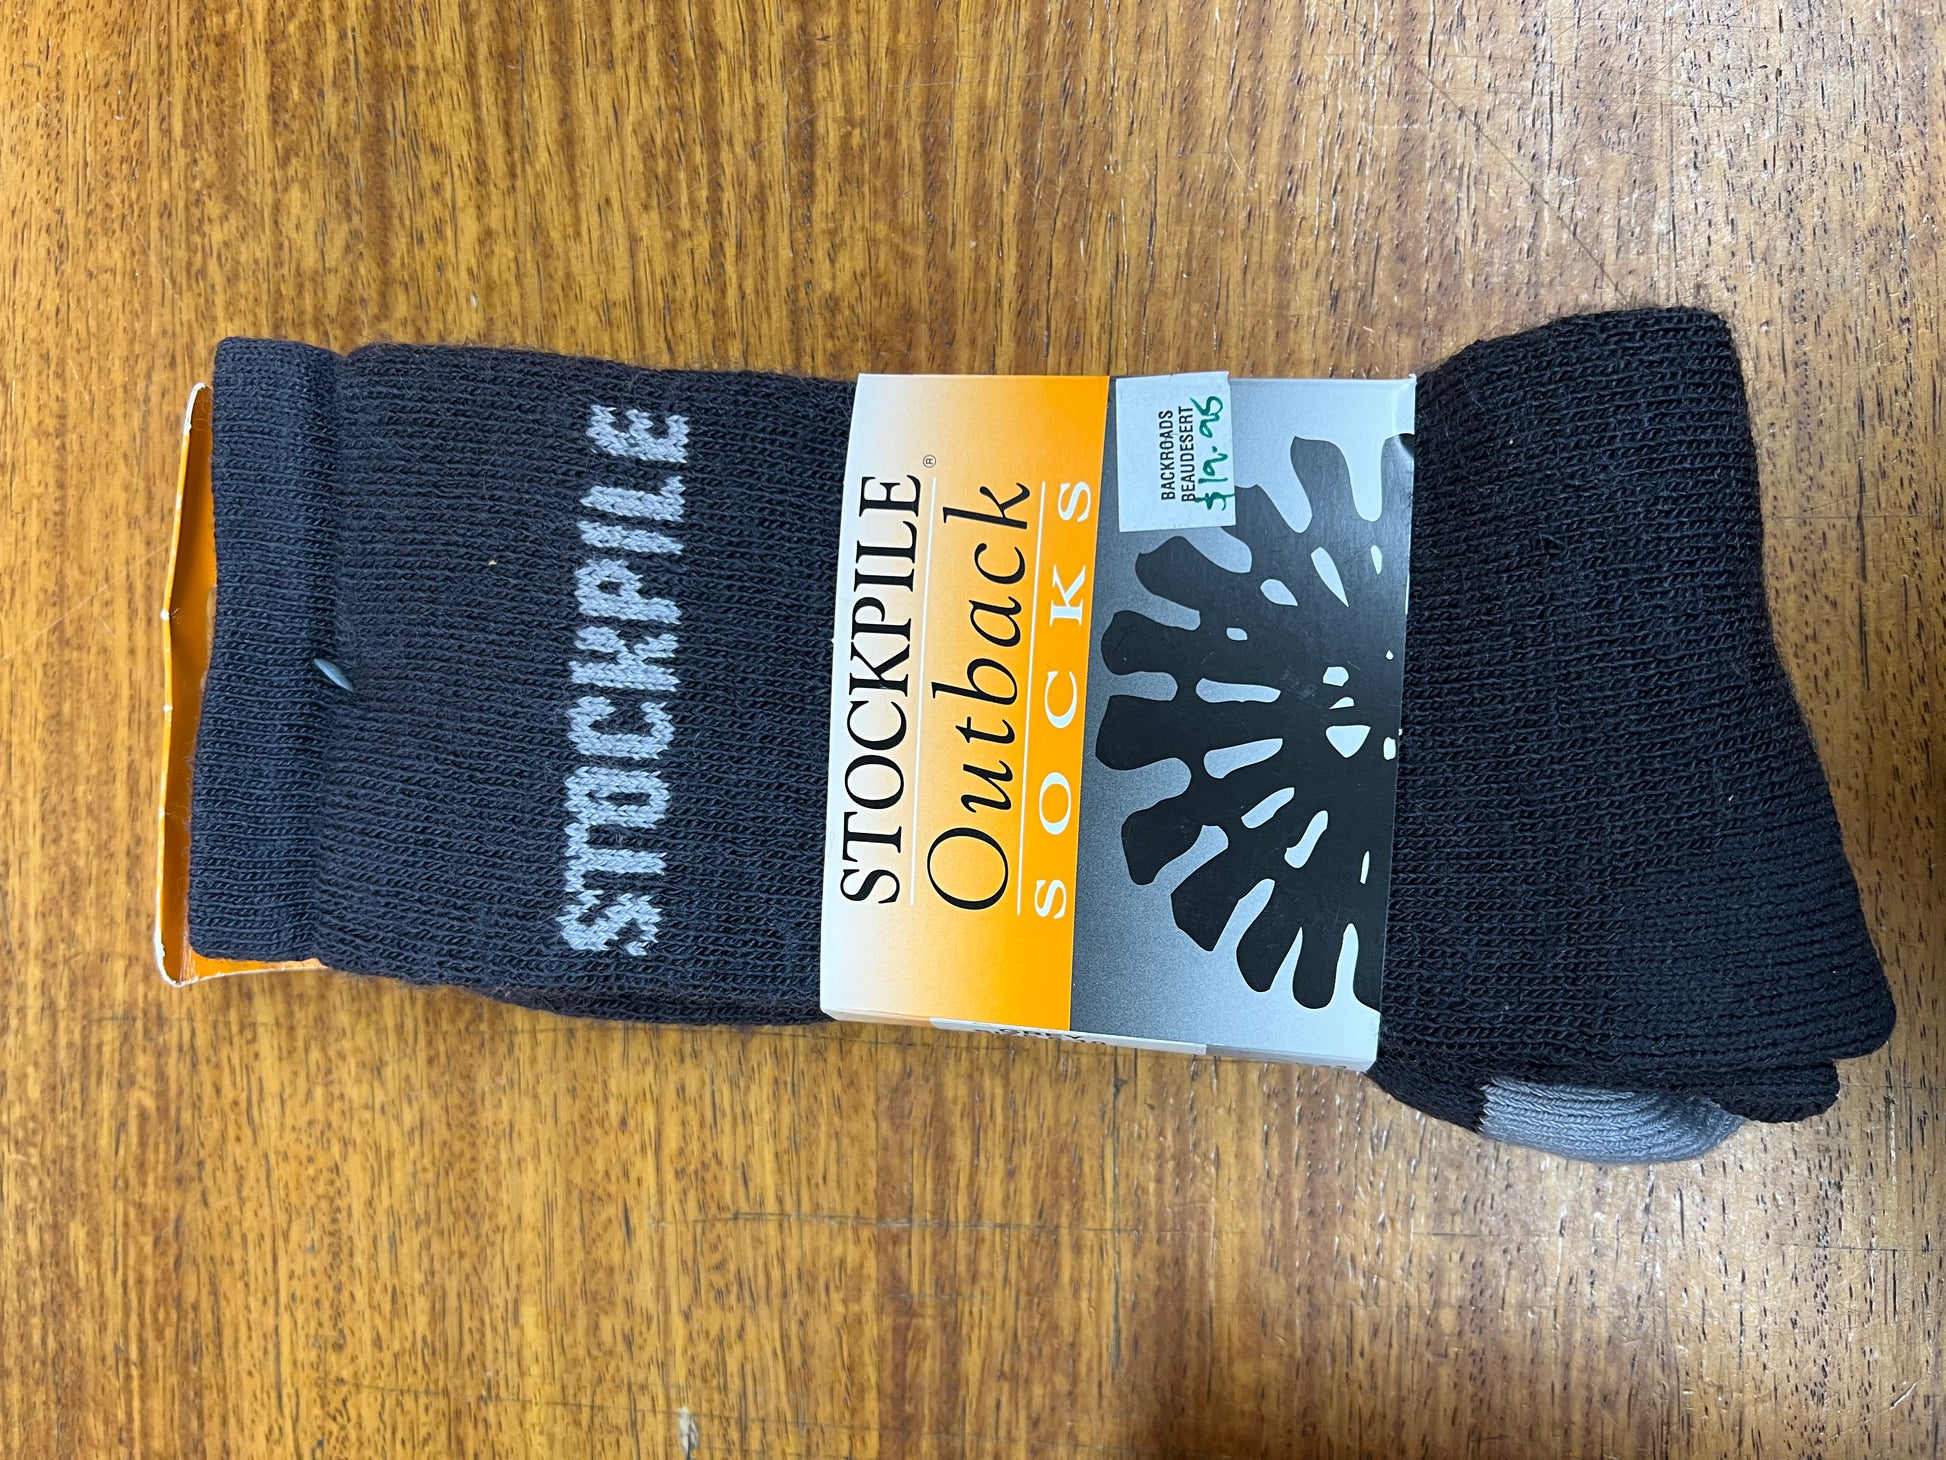 STOCKPILE
STOCKPILE®
Outback
SOCKS
BACKROADS
BEAUDESERT
$19.95